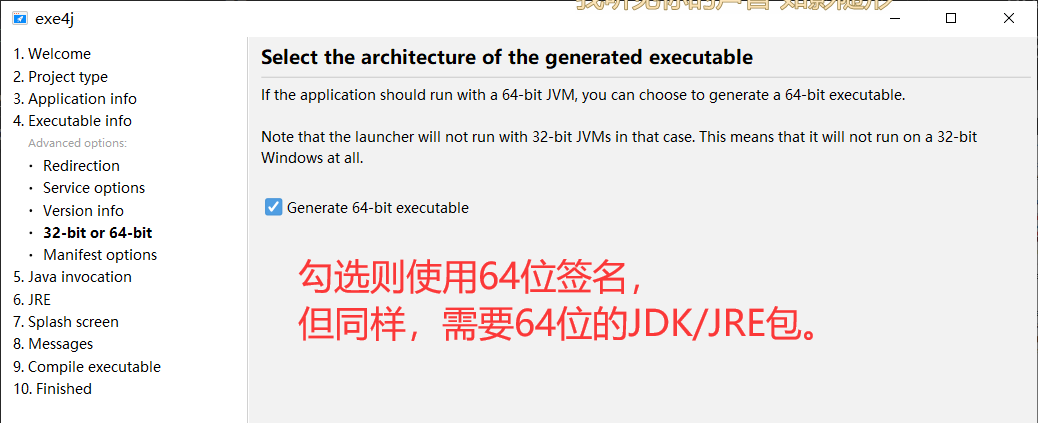 exe4j
1. Welcome
2. Project type
3. Application info
4. Executable info
Advanced options:
• Redirection
• Service options
• Version info
• 32-bit or 64-bit
• Manifest options
5. Java invocation
6. JRE
7. Splash screen
8. Messages
9. Compile executable
10. Finished
Select the architecture of the generated executable
If the application should run with a 64-bit JVM, you can choose to generate a 64-bit executable.
Note that the launcher will not run with 32-bit JVMs in that case. This means that it will not run on a 32-bit
Windows at all.
Generate 64-bit executable
勾选则使用64位签名，
但同样，需要64位的JDK/JRE包。